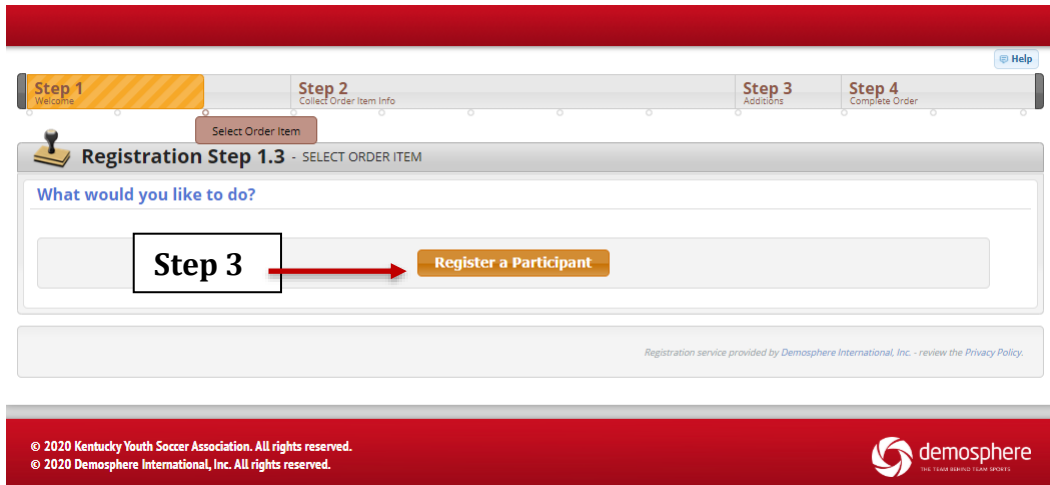 Help
Step 1
Welcome
Step 2
Collect Order Item Info
Step 3
Additions
Step 4
Complete Order
Select Order Item
Registration Step 1.3 - SELECT ORDER ITEM
What would you like to do?
Step 3
Register a Participant
Registration service provided by Demosphere International, Inc. - review the Privacy Policy.
© 2020 Kentucky Youth Soccer Association. All rights reserved.
© 2020 Demosphere International, Inc. All rights reserved.
demosphere
THE TEAM BEHIND TEAM SPORTS